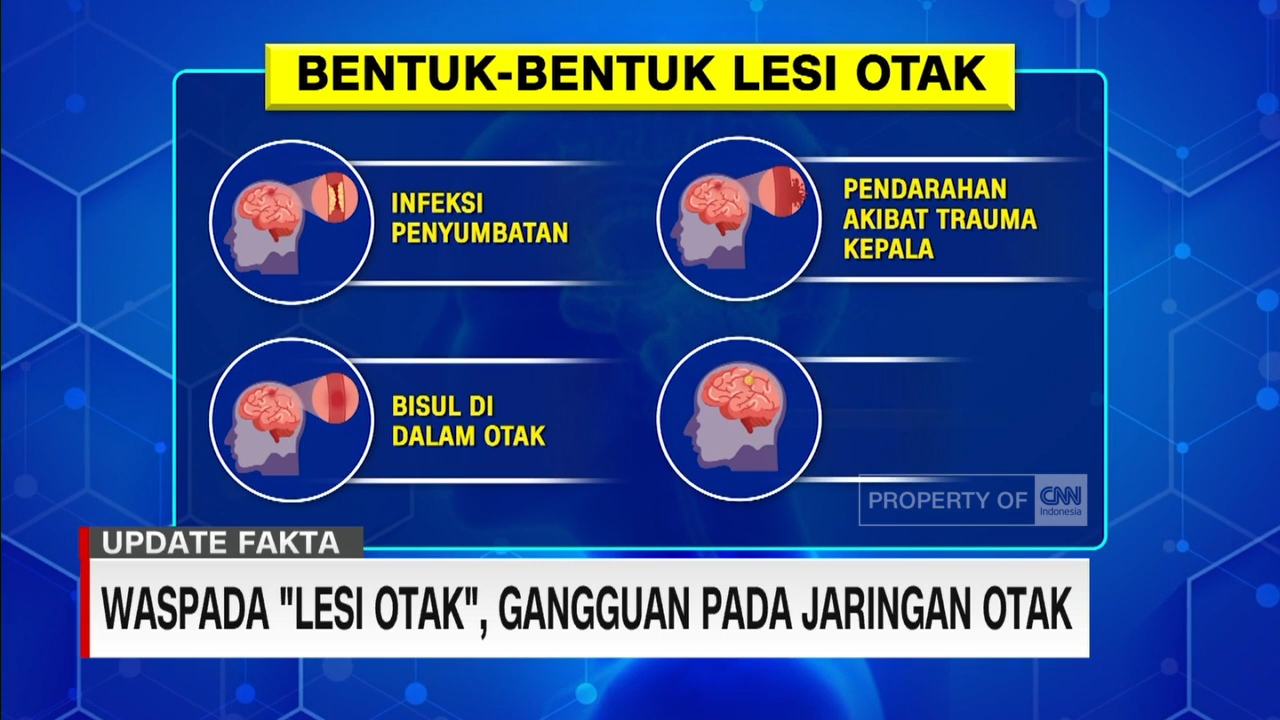 BENTUK-BENTUK LESI OTAK
INFEKSI
PENYUMBATAN
PENDARAHAN
AKIBAT TRAUMA
KEPALA
BISUL DI
DALAM OTAK
PROPERTY OF CNN
Indonesia
UPDATE FAKTA
WASPADA "LESI OTAK", GANGGUAN PADA JARINGAN OTAK